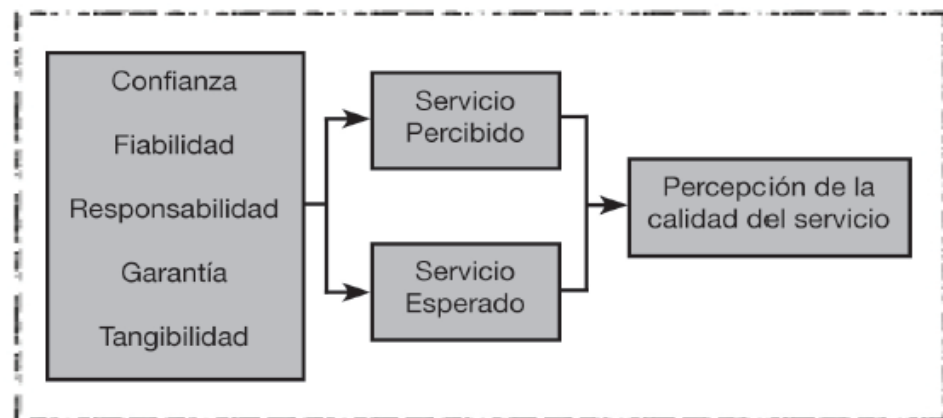 Confianza
Fiabilidad
Responsabilidad
Garantía
Tangibilidad
Servicio
Percibido
Servicio
Esperado
Percepción de la
calidad del servicio